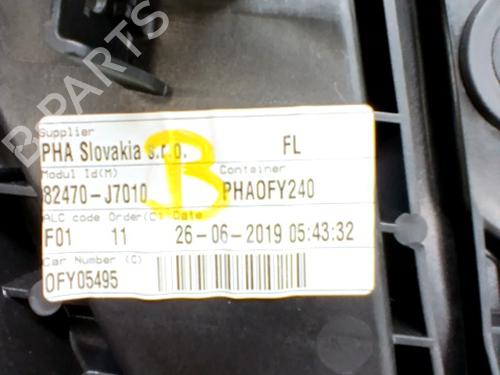 B PARTS
Supplier
PHA Slovakia s.r.o. FL
Modul Id(M) Container
82470-J7010 PHAOFY240
ALC code Order(C) Date
F01 11 26-06-2019 05:43:32
Car Number (C)
OFY05495
B